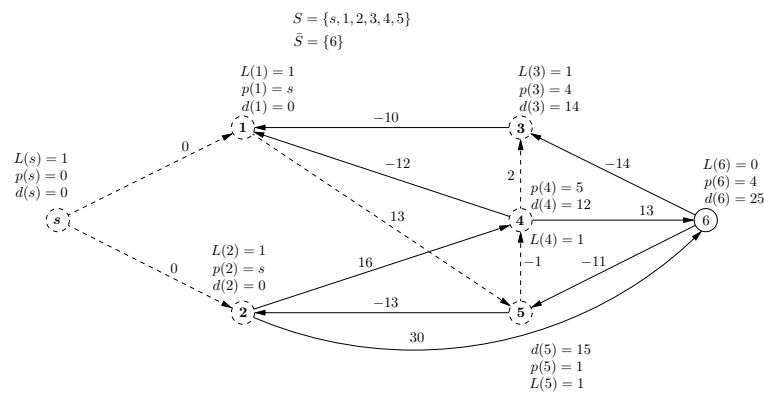 S = {s, 1, 2, 3, 4, 5}
S̄ = {6}
L(1) = 1
p(1) = s
d(1) = 0
L(3) = 1
p(3) = 4
d(3) = 14
1
−10
3
0
−12
−14
L(s) = 1
p(s) = 0
d(s) = 0
2
L(6) = 0
p(6) = 4
d(6) = 25
p(4) = 5
d(4) = 12
s
13
4
13
6
L(4) = 1
L(2) = 1
p(2) = s
d(2) = 0
0
16
−1
−11
2
−13
5
30
d(5) = 15
p(5) = 1
L(5) = 1